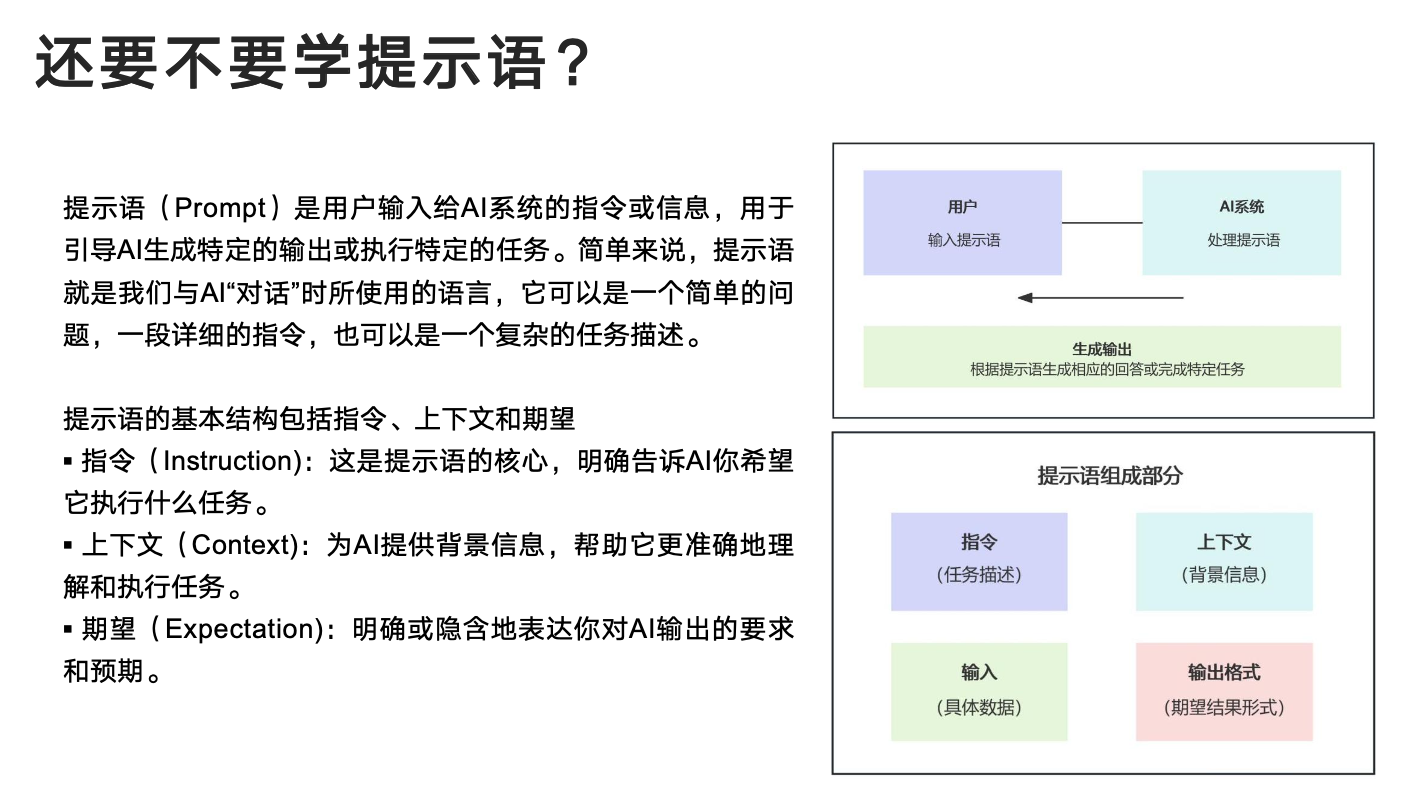 还要不要学提示语？
提示语（Prompt）是用户输入给AI系统的指令或信息，用于
引导AI生成特定的输出或执行特定的任务。简单来说，提示语
就是我们与AI“对话”时所使用的语言，它可以是一个简单的问
题，一段详细的指令，也可以是一个复杂的任务描述。
提示语的基本结构包括指令、上下文和期望
▪ 指令（Instruction)：这是提示语的核心，明确告诉AI你希望
它执行什么任务。
▪ 上下文（Context)：为AI提供背景信息，帮助它更准确地理
解和执行任务。
▪ 期望（Expectation)：明确或隐含地表达你对AI输出的要求
和预期。
用户
输入提示语
AI系统
处理提示语
生成输出
根据提示语生成相应的回答或完成特定任务
提示语组成部分
指令
(任务描述)
上下文
(背景信息)
输入
(具体数据)
输出格式
(期望结果形式)